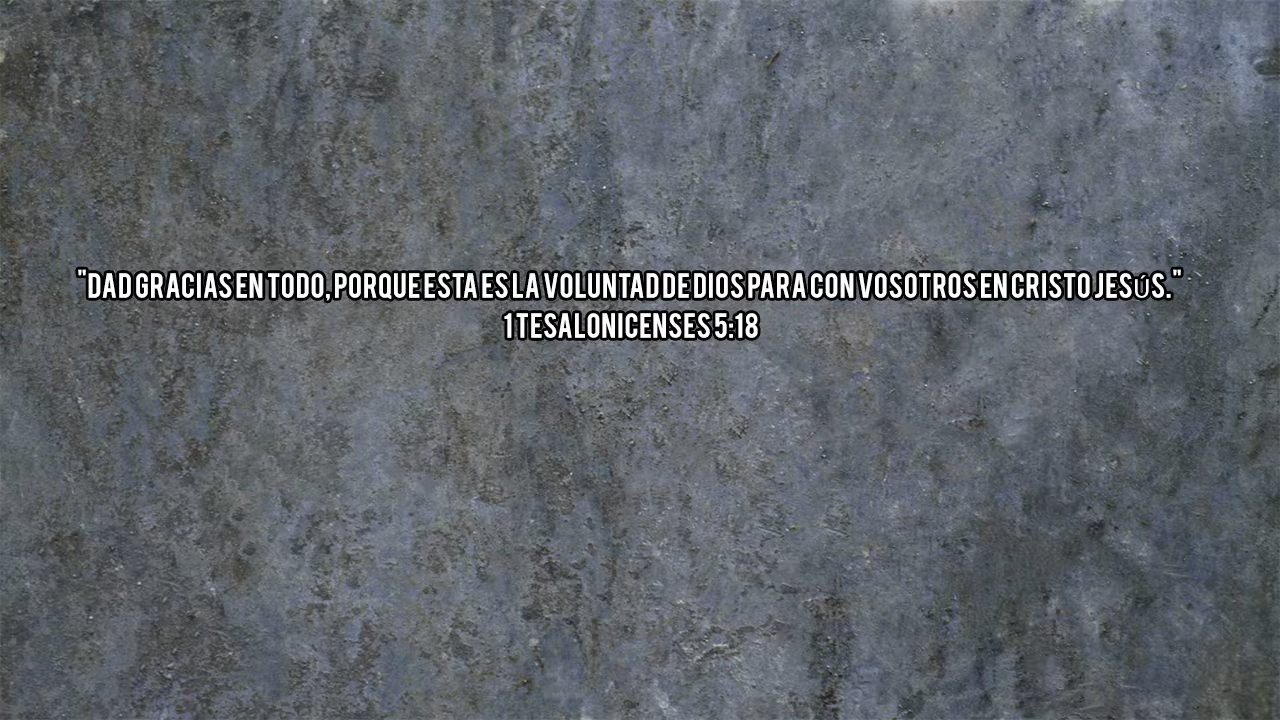 "DAD GRACIAS EN TODO, PORQUE ESTA ES LA VOLUNTAD DE DIOS PARA CON VOSOTROS EN CRISTO JESÚS."
1 TESALONICENSES 5:18